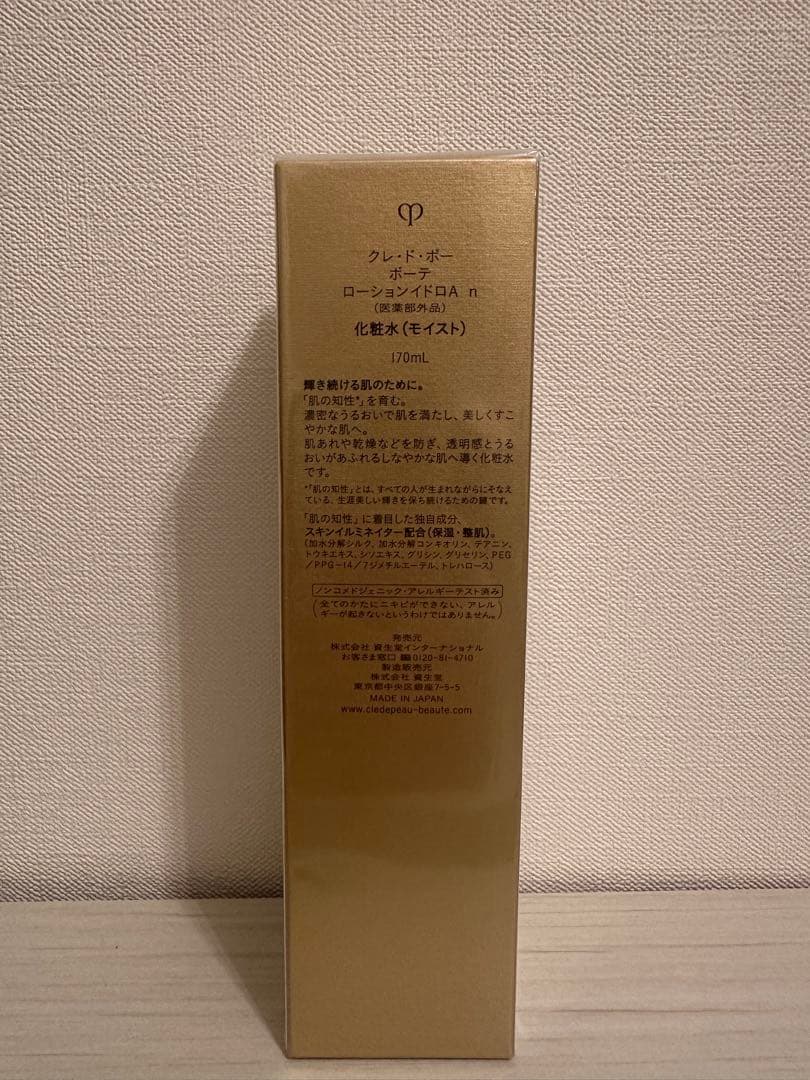 クレ・ド・ポー
ボーテ
ローションイドロA n
(医薬部外品)
化粧水(モイスト)
170mL
輝き続ける肌のために。
「肌の知性*」を育む。
濃密なうるおいで肌を満たし、美しくすこ
やかな肌へ。
肌あれや乾燥などを防ぎ、透明感とうる
おいがあふれるしなやかな肌へ導く化粧水
です。
*「肌の知性」とは、すべての人が生まれながらにそなえ
ている、生涯美しい輝きを保ち続けるための鍵です。
「肌の知性」に着目した独自成分、
スキンイルミネイター配合(保湿・整肌)。
(加水分解シルク、加水分解コンキオリン、テアニン、
トウキエキス、シソエキス、グリシン、グリセリン、PEG
/PPG-14/7ジメチルエーテル、トレハロース)
ノンコメドジェニック・アレルギーテスト済み
(全てのかたにニキビができない、アレル
ギーが起きないというわけではありません。)
発売元
株式会社 資生堂インターナショナル
お客さま窓口 0120-81-4710
製造販売元
株式会社 資生堂
東京都中央区銀座7-5-5
MADE IN JAPAN
www.cledepeau-beaute.com